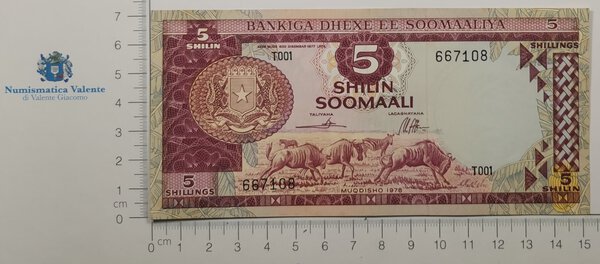 Numismatica Valente
di Valente Giacomo
7
6
5
4
3
2
1
cm
0
BANKIGA DHEXE EE SOOMAALIYA
5
SHILIN
5
SHILLINGS
T001
5
667108
SHILIN
SOOMAALI
TALIYAHA
LACAGHAYAHA
T001
5
SHILLINGS
667108
MUQDISHO 1978
5
SHILIN
0 cm 1 2 3 4 5 6 7 8 9 10 11 12 13 14 15